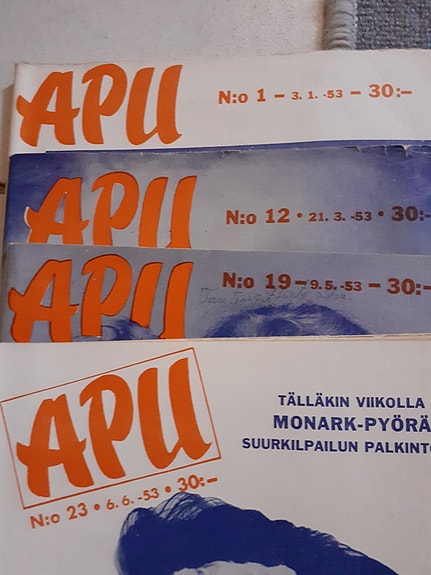 APU
N:o 1 – 3. 1. -53 – 30:–
APU
N:o 12 • 21. 3. -53 • 30:-
APU
N:o 19 – 9. 5. -53 – 30:–
APU
N:o 23 • 6. 6. -53 • 30:–
TÄLLÄKIN VIIKOLLA
MONARK-PYÖRÄ
SUURKILPAILUN PALKINTO